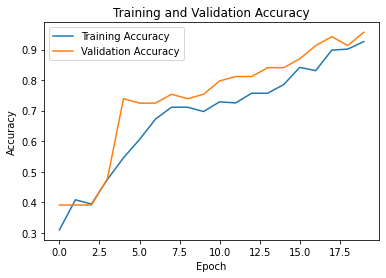 Training and Validation Accuracy
Training Accuracy
Validation Accuracy
Accuracy
0.9
0.8
0.7
0.6
0.5
0.4
0.3
0.0 2.5 5.0 7.5 10.0 12.5 15.0 17.5
Epoch